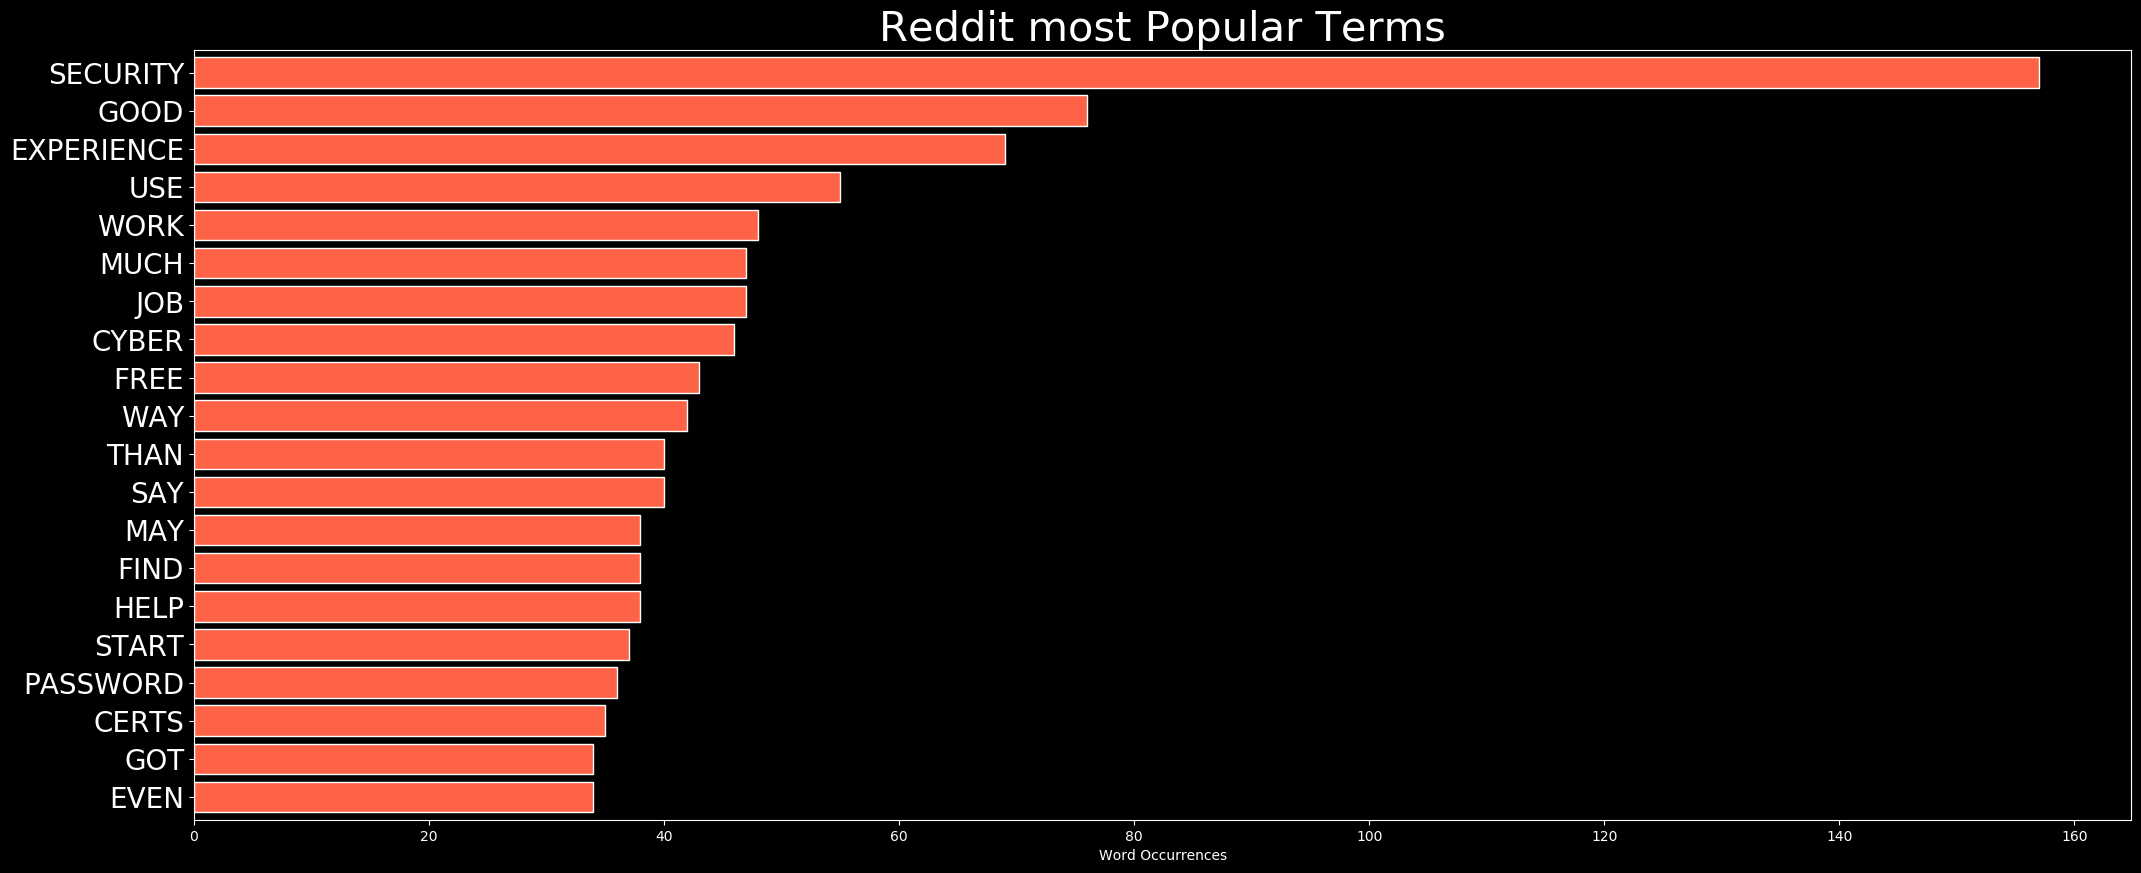 Reddit most Popular Terms
SECURITY
GOOD
EXPERIENCE
USE
WORK
MUCH
JOB
CYBER
FREE
WAY
THAN
SAY
MAY
FIND
HELP
START
PASSWORD
CERTS
GOT
EVEN
0 20 40 60 80 100 120 140 160
Word Occurrences